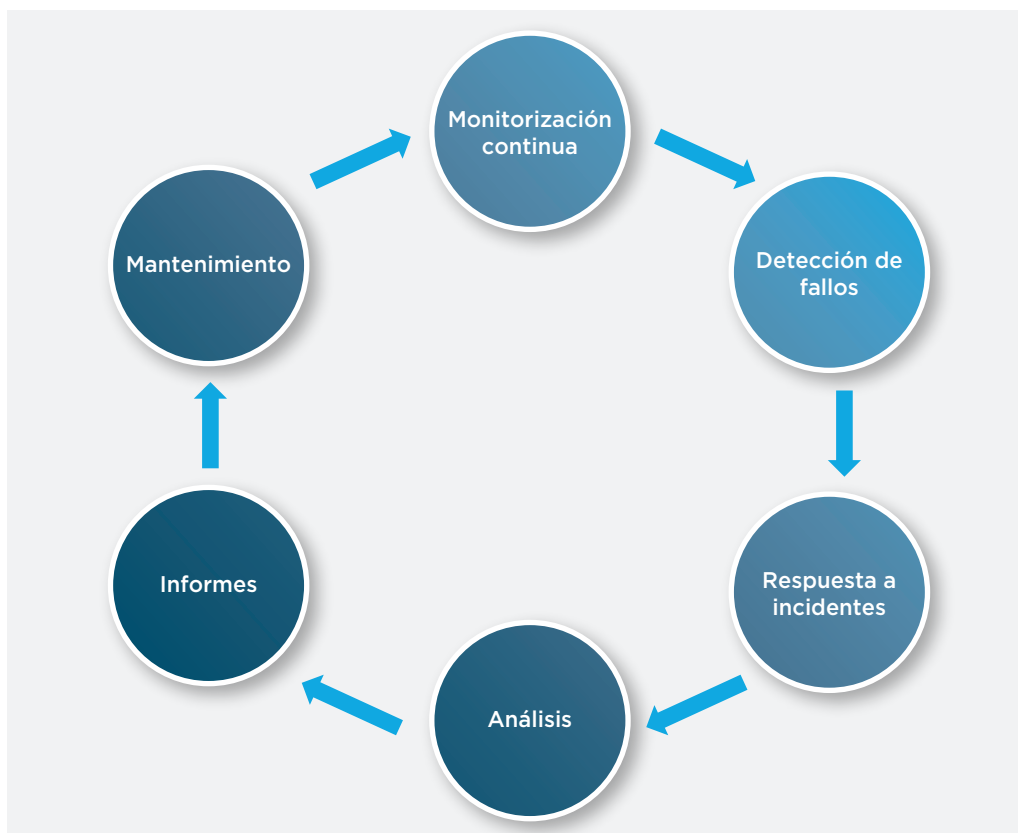 Monitorización
continua
Detección de
fallos
Respuesta a
incidentes
Análisis
Informes
Mantenimiento